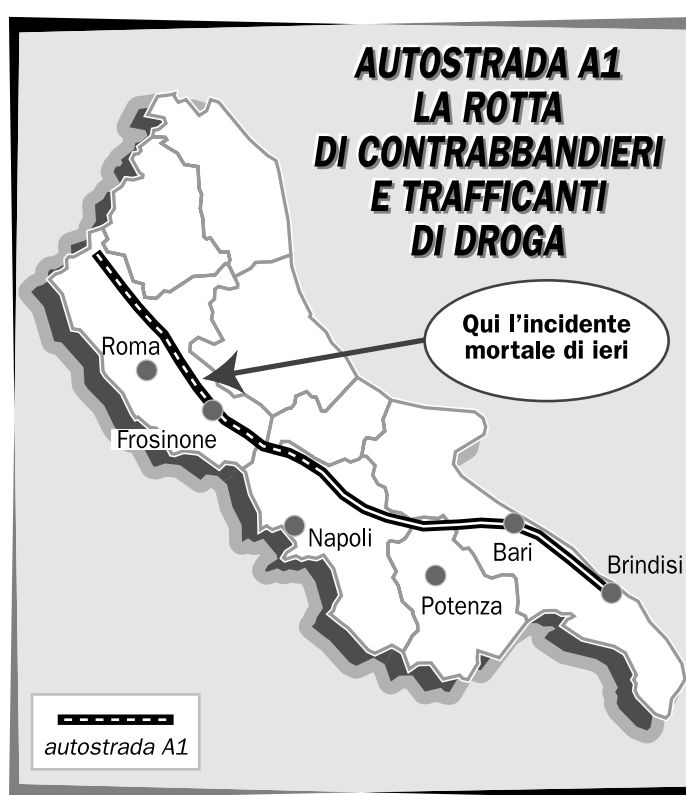 AUTOSTRADA A1
LA ROTTA
DI CONTRABBANDIERI
E TRAFFICANTI
DI DROGA
Qui l'incidente
mortale di ieri
Roma
Frosinone
Napoli
Bari
Brindisi
Potenza
autostrada A1